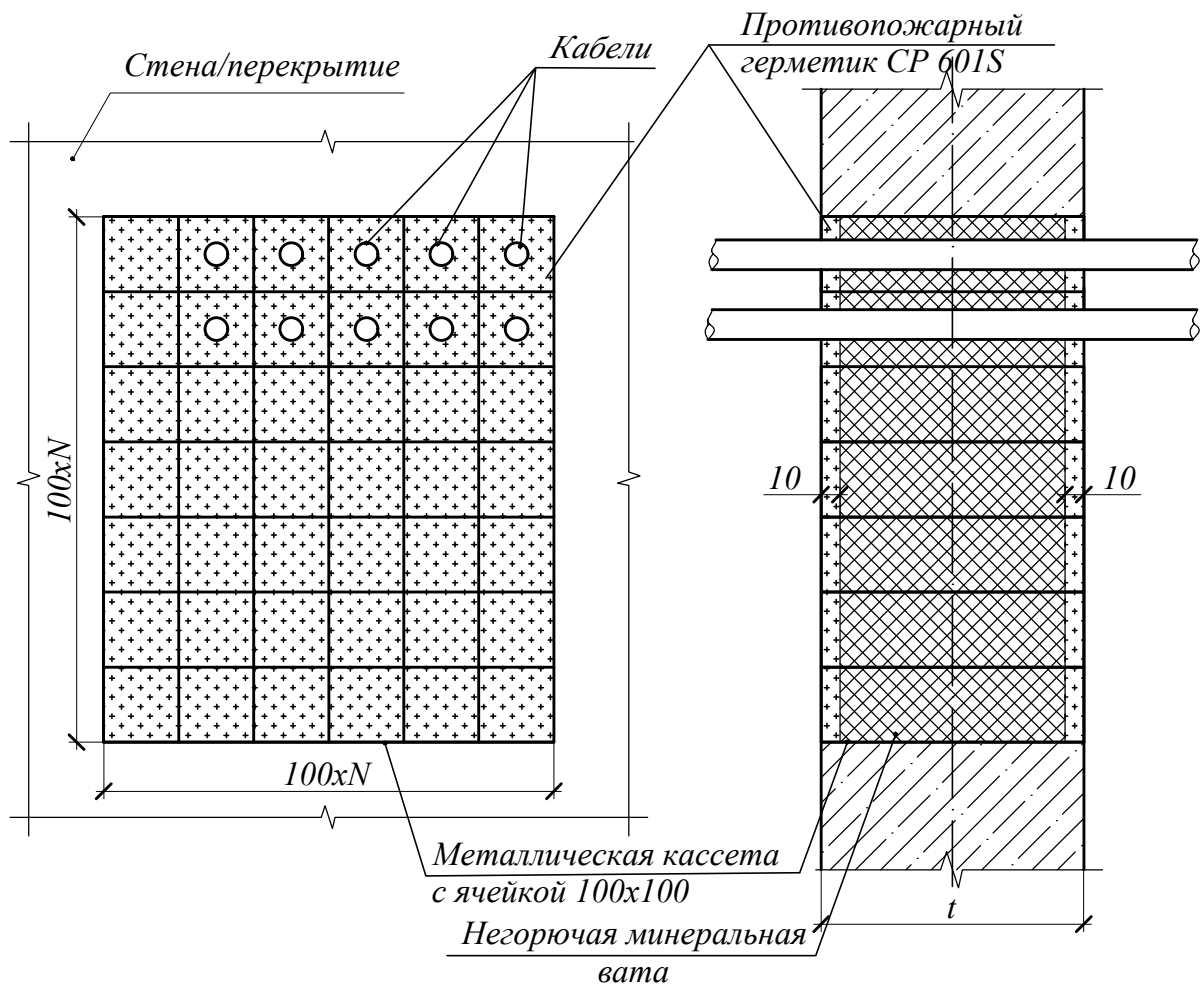 Противопожарный
герметик CP 601S
Кабели
Стена/перекрытие
100xN
10
10
100xN
Металлическая кассета
с ячейкой 100x100
t
Негорючая минеральная
вата